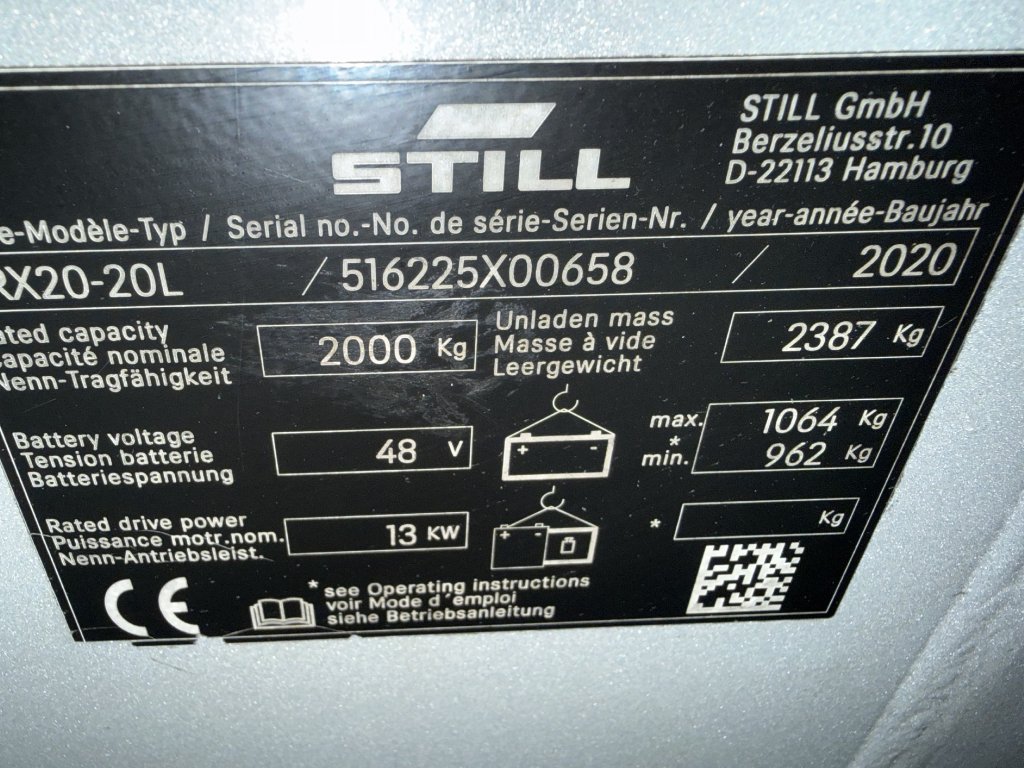 STILL
STILL GmbH
Berzeliusstr.10
D-22113 Hamburg
e-Modèle-Typ / Serial no.-No. de série-Serien-Nr. / year-année-Baujahr
RX20-20L / 516225X00658 / 2020
ated capacity
capacité nominale
Nenn-Tragfähigkeit
2000 Kg
Unladen mass
Masse à vide
Leergewicht
2387 Kg
Battery voltage
Tension batterie
Batteriespannung
48 V
+ -
max. 1064 Kg
*
min. 962 Kg
Rated drive power
Puissance motr.nom.
Nenn-Antriebsleist.
13 KW
+ -
* Kg
CE
* see Operating instructions
voir Mode d'emploi
siehe Betriebsanleitung